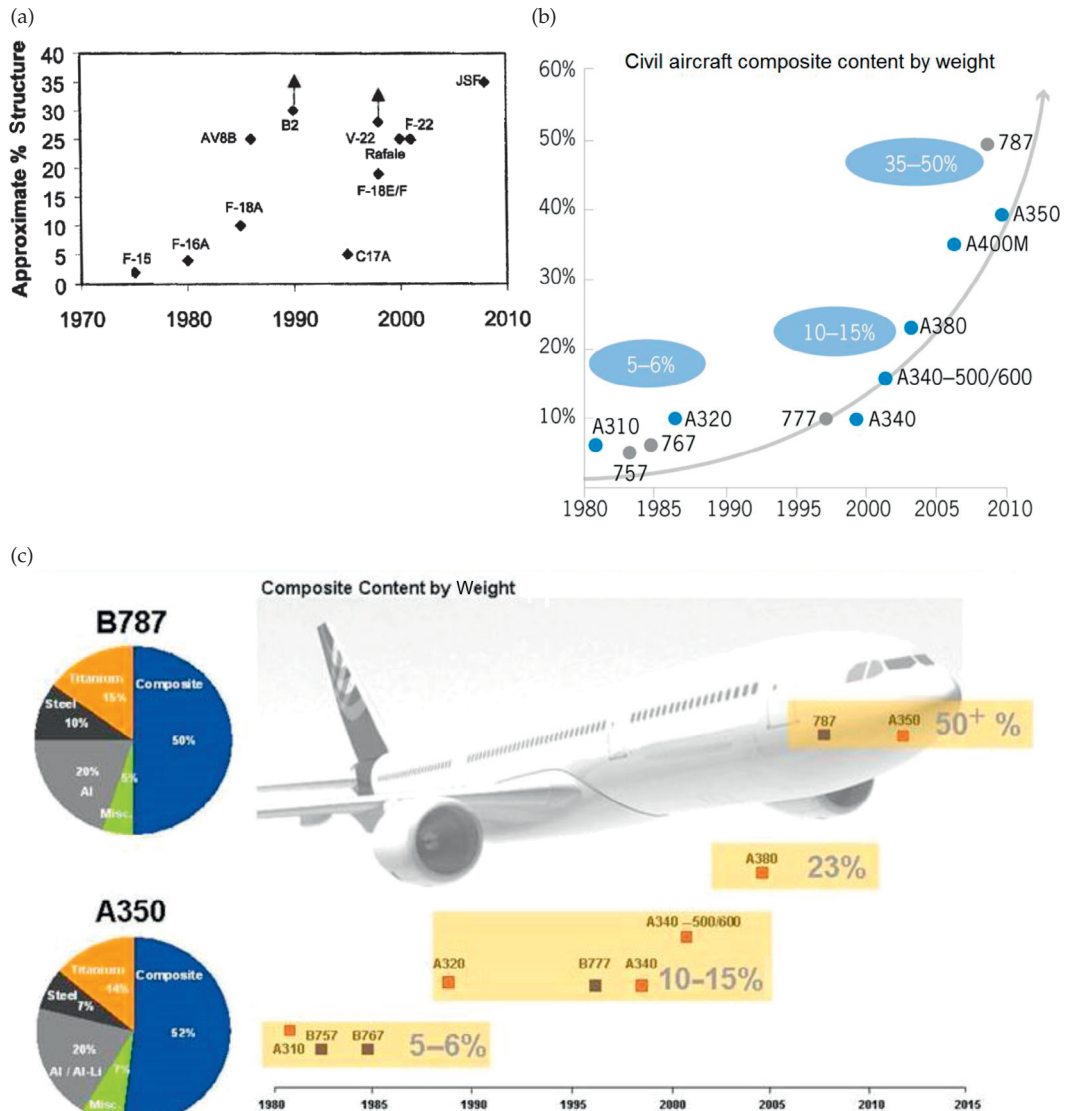 (a)
Approximate % Structure
40
35
30
25
20
15
10
5
0
JSF
B2
AV8B
V-22
F-22
Rafale
F-18E/F
F-18A
F-16A
F-15
C17A
1970 1980 1990 2000 2010
(b)
Civil aircraft composite content by weight
60%
50%
40%
30%
20%
10%
787
35–50%
A350
A400M
10–15%
A380
5–6%
A340–500/600
A310
A320
777
A340
767
757
1980 1985 1990 1995 2000 2005 2010
(c)
Composite Content by Weight
B787
Titanium
15%
Composite
50%
Steel
10%
20%
Al
5%
Misc.
A350
Titanium
14%
Composite
52%
Steel
7%
20%
Al / Al-Li
7%
Misc
787
A350
50+ %
A380
23%
A340 –500/600
A320
B777
A340
10–15%
A310
B757
B767
5–6%
1980 1985 1990 1995 2000 2005 2010 2015